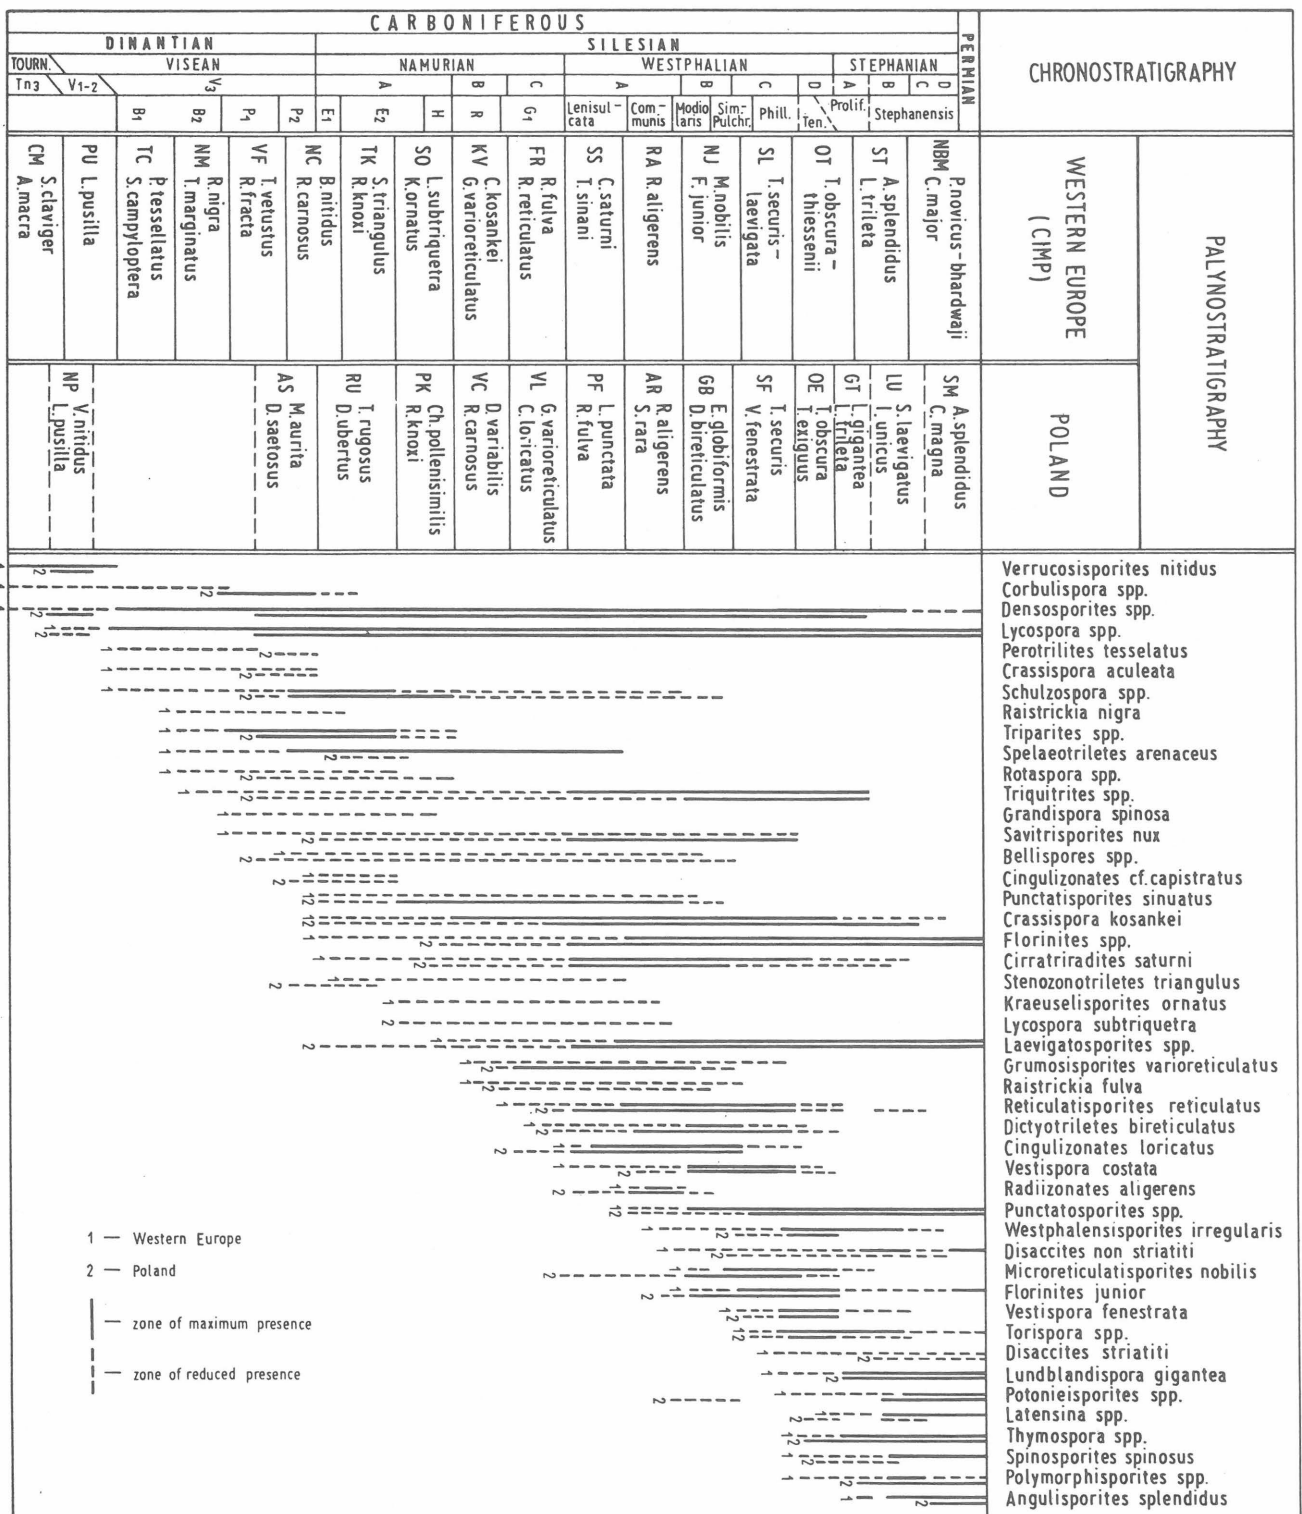 CARBONIFEROUS
PERMIAN
CHRONOSTRATIGRAPHY
DINANTIAN
SILESIAN
TOURN.
VISEAN
NAMURIAN
WESTPHALIAN
STEPHANIAN
Tn3
V1-2
V3
A
B
C
A
B
C
D
A
B
C
D
B1
B2
P1
P2
E1
E2
H
R
G1
Lenisul-
cata
Com-
munis
Modio
laris
Sim.-
Pulchr.
Phill.
Ten.
Prolif.
Stephanensis
CM S.claviger
A.macra
PU L.pusilla
TC P.tessellatus
S.campyloptera
NM R.nigra
T.marginatus
VF T.vetustus
R.fracta
NC B.nitidus
R.carnosus
TK S.triangulus
R.knoxi
SO L.subtriquetra
K.ornatus
KV C.kosankei
G.varioreticulatus
FR R.fulva
R.reticulatus
SS C.saturni
T.sinani
RA R.aligerens
NJ M.nobilis
F.junior
SL T.securis-
laevigata
OT T.obscura-
thiessenii
ST A.splendidus
L.trileta
NBM P.novicus-bhardwaji
C.major
WESTERN EUROPE
(CIMP)
PALYNOSTRATIGRAPHY
NP V.nitidus
L.pusilla
AS M.aurita
D.saetosus
RU T.rugosus
D.ubertus
PK Ch.pollenisimilis
R.knoxi
VC D.variabilis
R.carnosus
VL G.varioreticulatus
C.loricatus
PF L.punctata
R.fulva
AR R.aligerens
S.rara
GB E.globiformis
D.bireticulatus
SF T.securis
V.fenestrata
OE T.obscura
T.exiguus
GT L.gigantea
L.trileta
LU S.laevigatus
I.unicus
SM A.splendidus
C.magna
POLAND
Verrucosisporites nitidus
Corbulispora spp.
Densosporites spp.
Lycospora spp.
Perotrilites tesselatus
Crassispora aculeata
Schulzospora spp.
Raistrickia nigra
Triparites spp.
Spelaeotriletes arenaceus
Rotaspora spp.
Triquitrites spp.
Grandispora spinosa
Savitrisporites nux
Bellispores spp.
Cingulizonates cf.capistratus
Punctatisporites sinuatus
Crassispora kosankei
Florinites spp.
Cirratriradites saturni
Stenozonotriletes triangulus
Kraeuselisporites ornatus
Lycospora subtriquetra
Laevigatosporites spp.
Grumosisporites varioreticulatus
Raistrickia fulva
Reticulatisporites reticulatus
Dictyotriletes bireticulatus
Cingulizonates loricatus
Vestispora costata
Radiizonates aligerens
Punctatosporites spp.
Westphalensisporites irregularis
Disaccites non striatiti
Microreticulatisporites nobilis
Florinites junior
Vestispora fenestrata
Torispora spp.
Disaccites striatiti
Lundblandispora gigantea
Potonieisporites spp.
Latensina spp.
Thymospora spp.
Spinosporites spinosus
Polymorphisporites spp.
Angulisporites splendidus
1 — Western Europe
2 — Poland
— zone of maximum presence
— zone of reduced presence